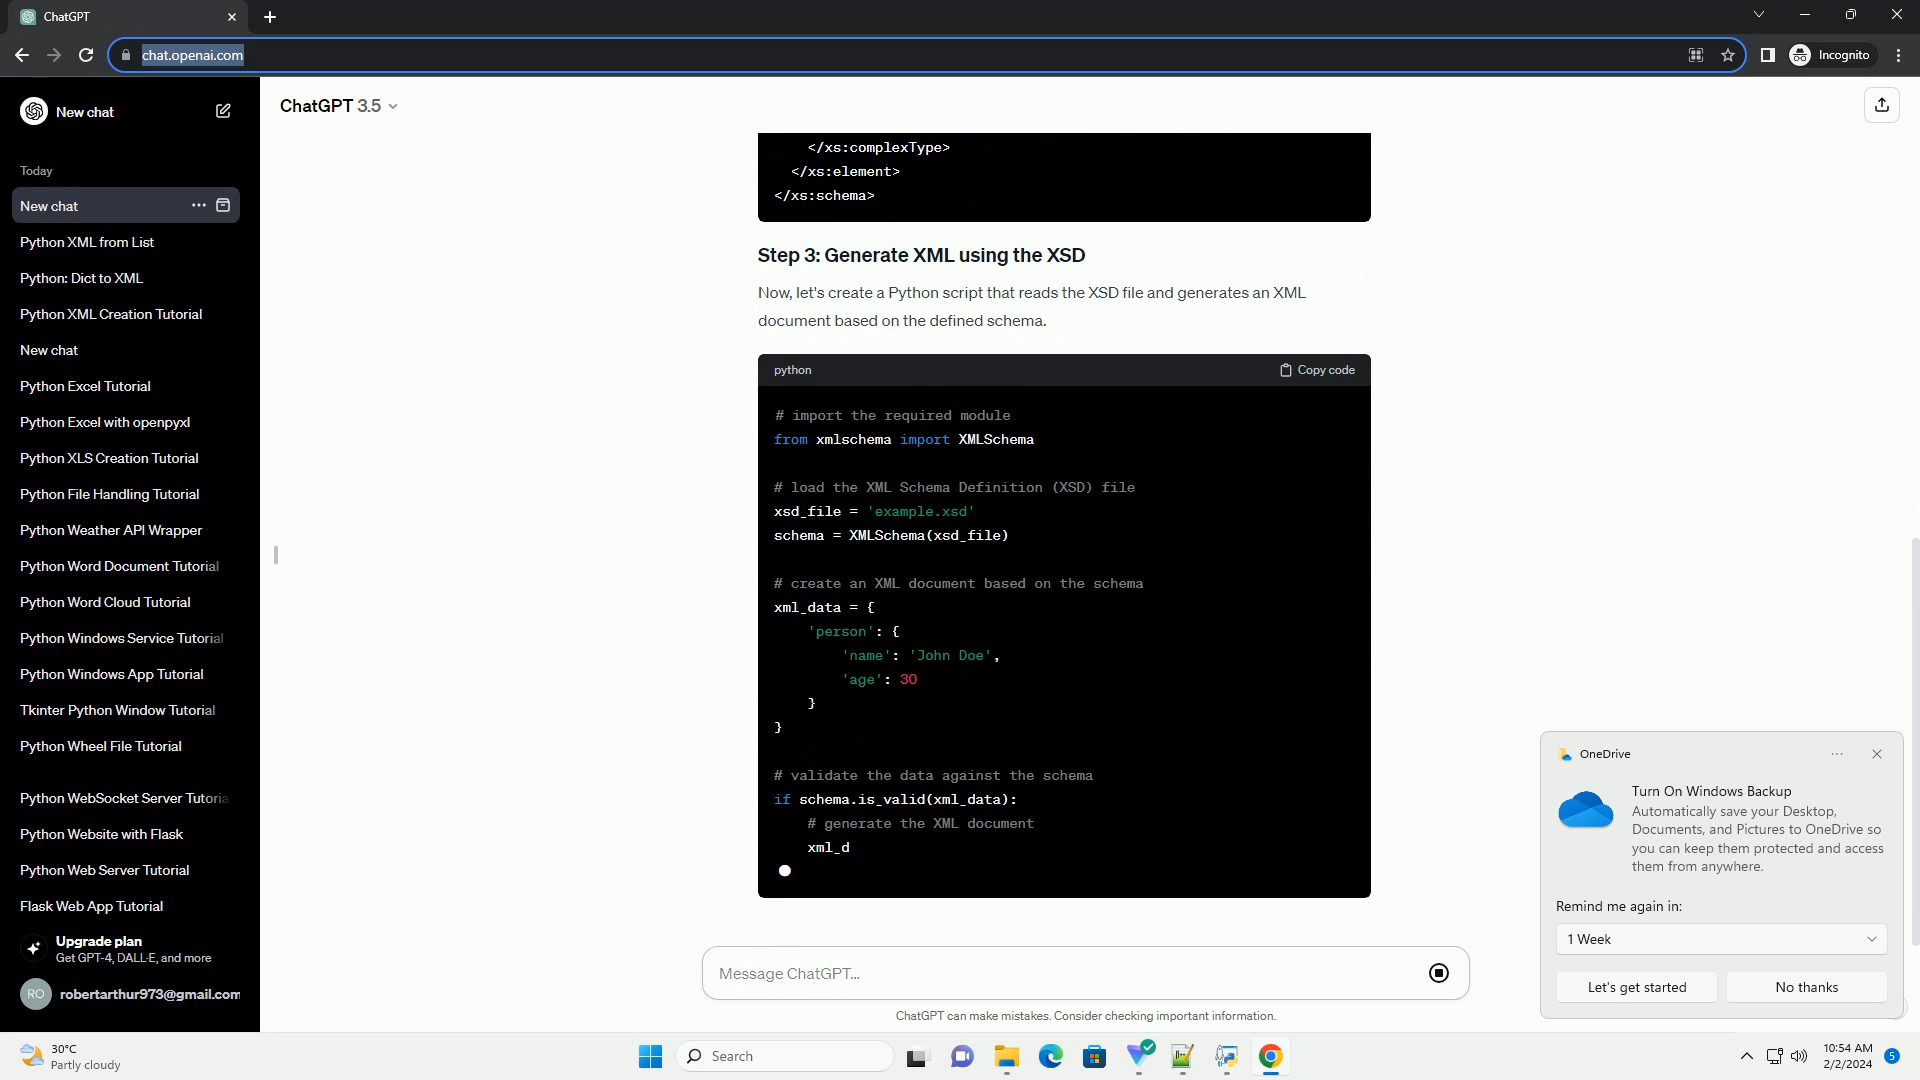 ChatGPT
chat.openai.com
Incognito
New chat
Today
New chat
Python XML from List
Python: Dict to XML
Python XML Creation Tutorial
New chat
Python Excel Tutorial
Python Excel with openpyxl
Python XLS Creation Tutorial
Python File Handling Tutorial
Python Weather API Wrapper
Python Word Document Tutorial
Python Word Cloud Tutorial
Python Windows Service Tutorial
Python Windows App Tutorial
Tkinter Python Window Tutorial
Python Wheel File Tutorial
Python WebSocket Server Tutoria
Python Website with Flask
Python Web Server Tutorial
Flask Web App Tutorial
Upgrade plan
Get GPT-4, DALL·E, and more
RO
robertarthur973@gmail.com
ChatGPT 3.5
</xs:complexType>
</xs:element>
</xs:schema>
Step 3: Generate XML using the XSD
Now, let's create a Python script that reads the XSD file and generates an XML
document based on the defined schema.
python
Copy code
# import the required module
from xmlschema import XMLSchema
# load the XML Schema Definition (XSD) file
xsd_file = 'example.xsd'
schema = XMLSchema(xsd_file)
# create an XML document based on the schema
xml_data = {
'person': {
'name': 'John Doe',
'age': 30
}
}
# validate the data against the schema
if schema.is_valid(xml_data):
# generate the XML document
xml_d
Message ChatGPT...
ChatGPT can make mistakes. Consider checking important information.
OneDrive
Turn On Windows Backup
Automatically save your Desktop,
Documents, and Pictures to OneDrive so
you can keep them protected and access
them from anywhere.
Remind me again in:
1 Week
Let's get started
No thanks
30°C
Partly cloudy
Search
10:54 AM
2/2/2024
5